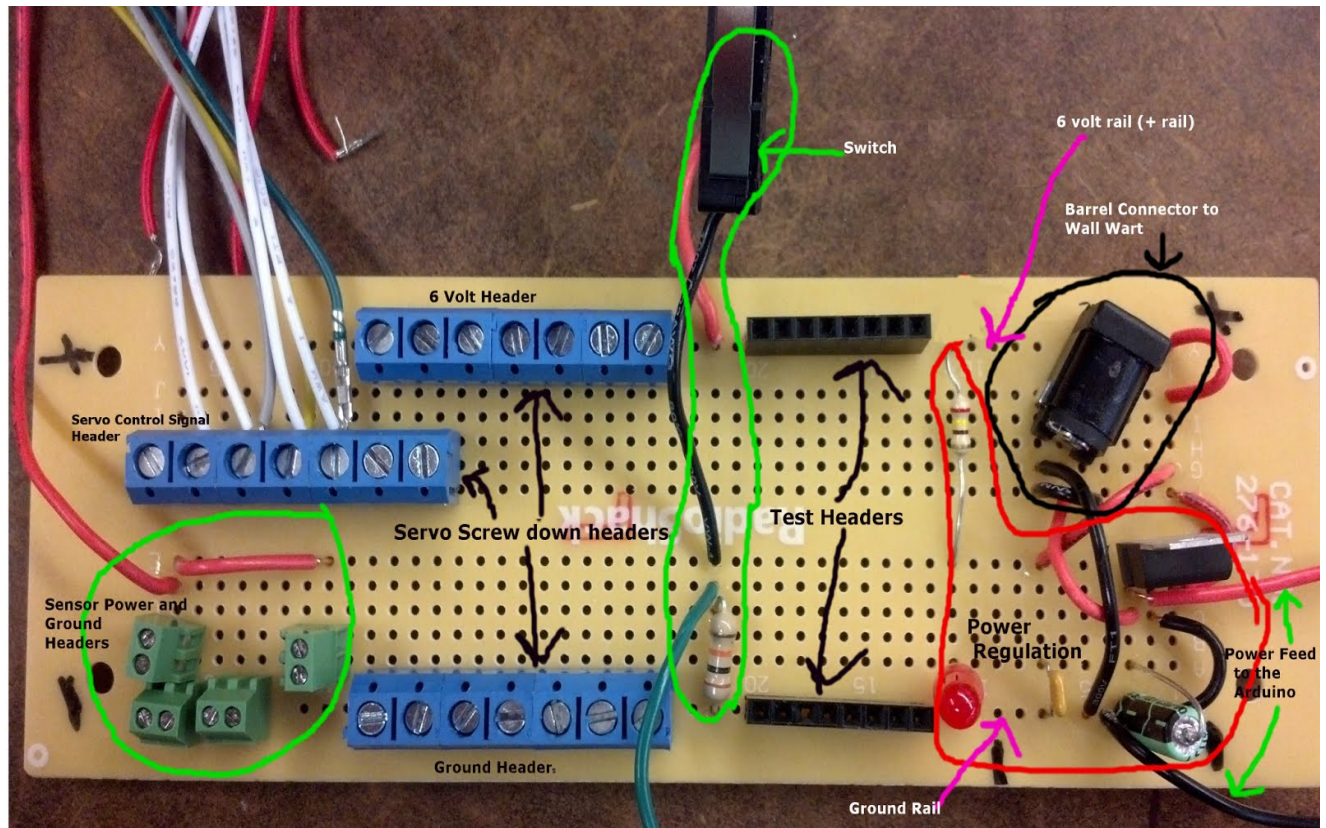 6 volt rail (+ rail)
Switch
Barrel Connector to
Wall Wart
6 Volt Header
Servo Control Signal
Header
Servo Screw down headers
Test Headers
RadioShack
CAT. N
276-1
Sensor Power and
Ground
Headers
Power
Regulation
Power Feed
to the
Arduino
20
15
Ground Header:
Ground Rail